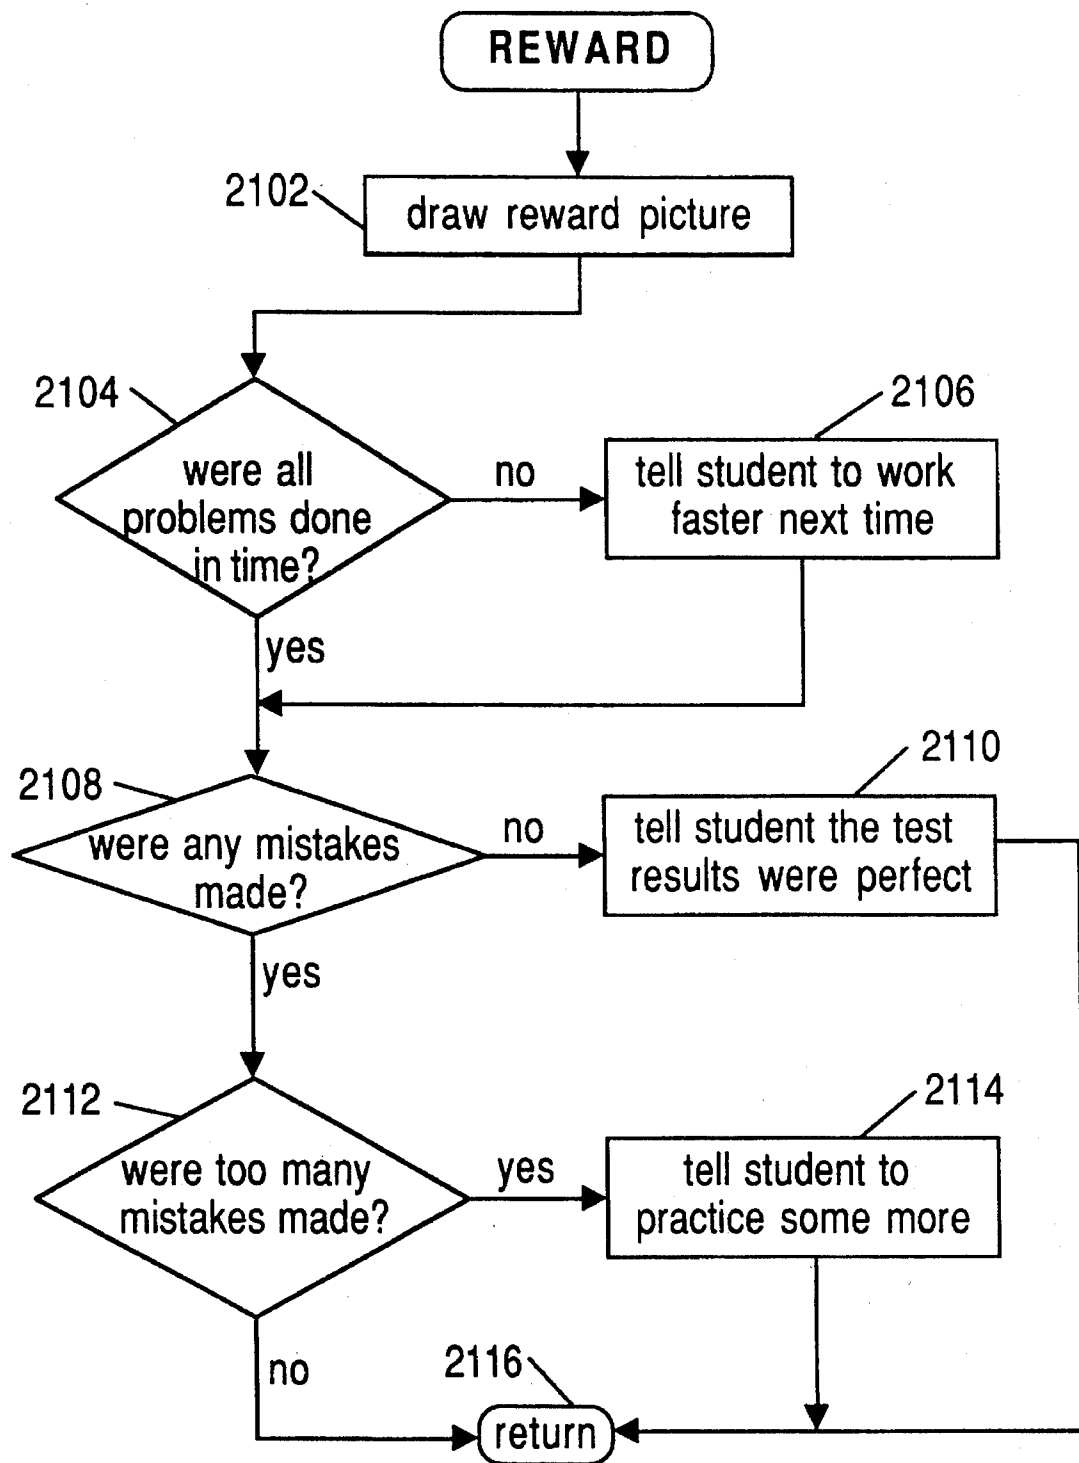 REWARD
2102
draw reward picture
2104
2106
were all
problems done
in time?
no
tell student to work
faster next time
yes
2108
2110
were any mistakes
made?
no
tell student the test
results were perfect
yes
2112
2114
were too many
mistakes made?
yes
tell student to
practice some more
no
2116
return